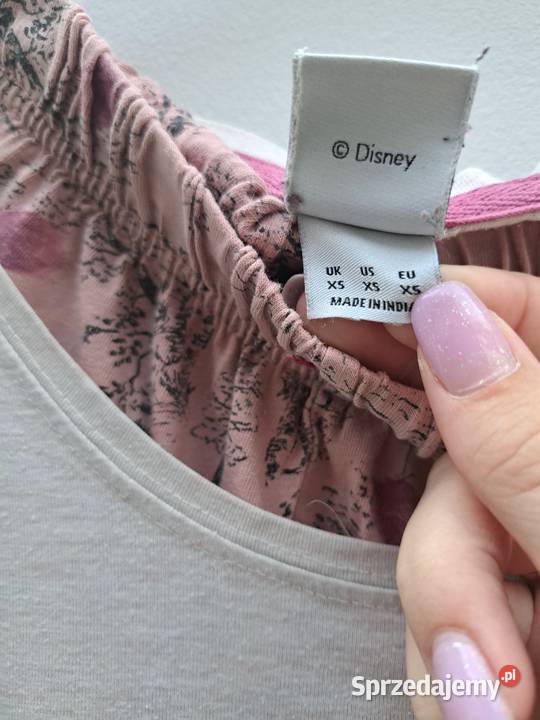 © Disney
UK US EU
XS XS XS
MADE IN INDIA
Sprzedajemy.pl